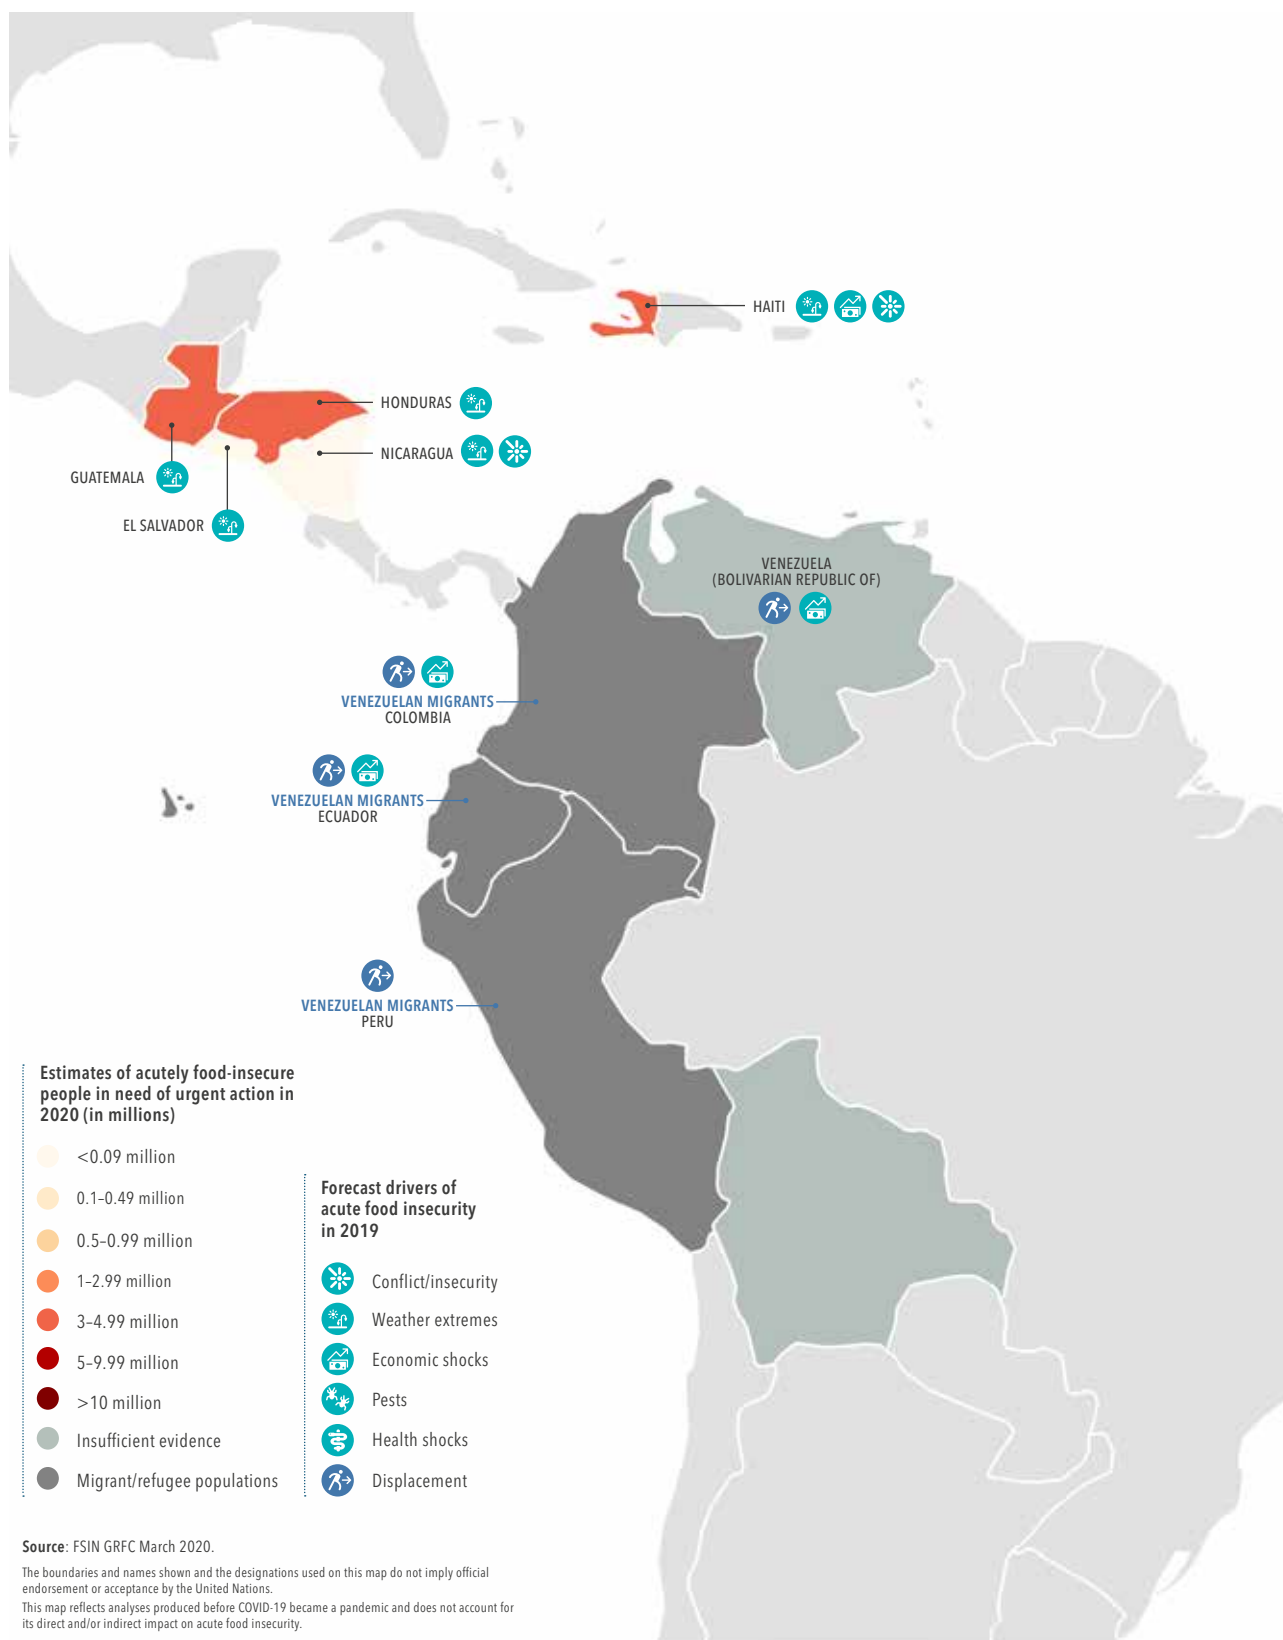 HAITI
HONDURAS
NICARAGUA
GUATEMALA
EL SALVADOR
VENEZUELA
(BOLIVARIAN REPUBLIC OF)
VENEZUELAN MIGRANTS
COLOMBIA
VENEZUELAN MIGRANTS
ECUADOR
VENEZUELAN MIGRANTS
PERU
Estimates of acutely food-insecure
people in need of urgent action in
2020 (in millions)
<0.09 million
0.1–0.49 million
0.5–0.99 million
1–2.99 million
3–4.99 million
5–9.99 million
>10 million
Insufficient evidence
Migrant/refugee populations
Forecast drivers of
acute food insecurity
in 2019
Conflict/insecurity
Weather extremes
Economic shocks
Pests
Health shocks
Displacement
Source: FSIN GRFC March 2020.
The boundaries and names shown and the designations used on this map do not imply official
endorsement or acceptance by the United Nations.
This map reflects analyses produced before COVID-19 became a pandemic and does not account for
its direct and/or indirect impact on acute food insecurity.